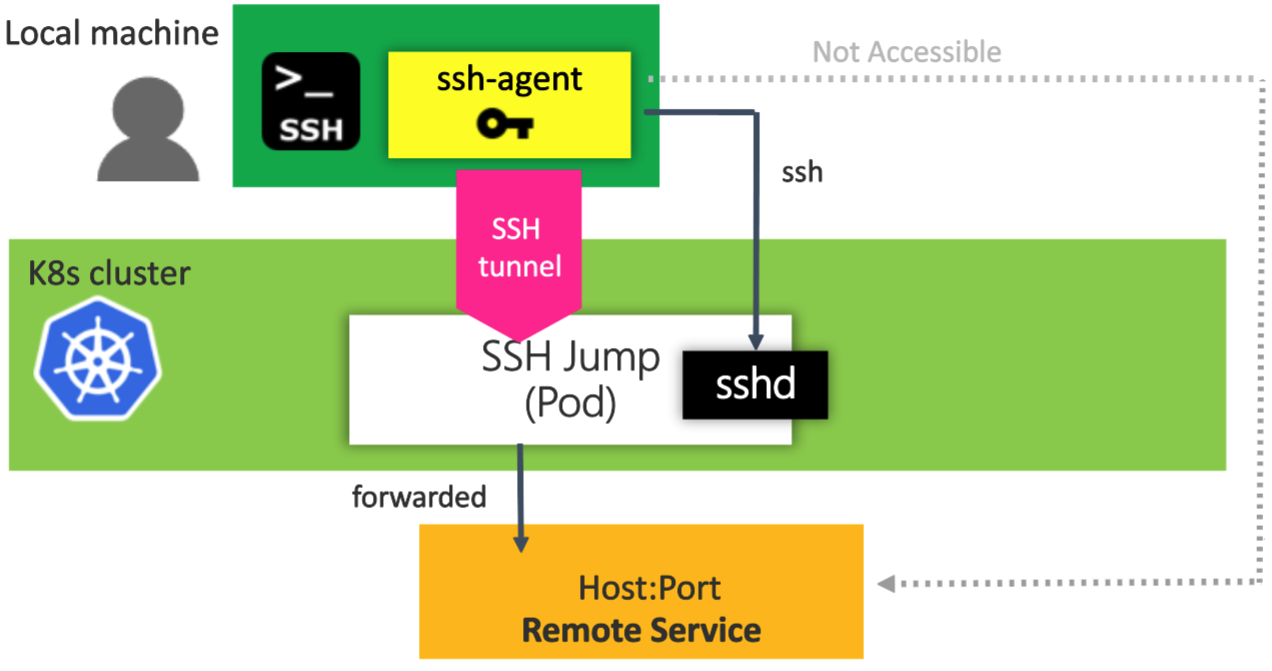 Local machine
>_
SSH
ssh-agent
Not Accessible
ssh
SSH
tunnel
K8s cluster
SSH Jump
(Pod)
sshd
forwarded
Host:Port
Remote Service